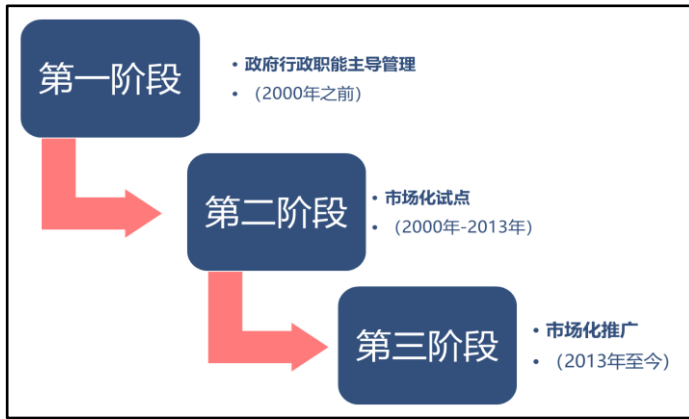 第一阶段
• 政府行政职能主导管理
• （2000年之前）
第二阶段
• 市场化试点
• （2000年-2013年）
第三阶段
• 市场化推广
• （2013年至今）